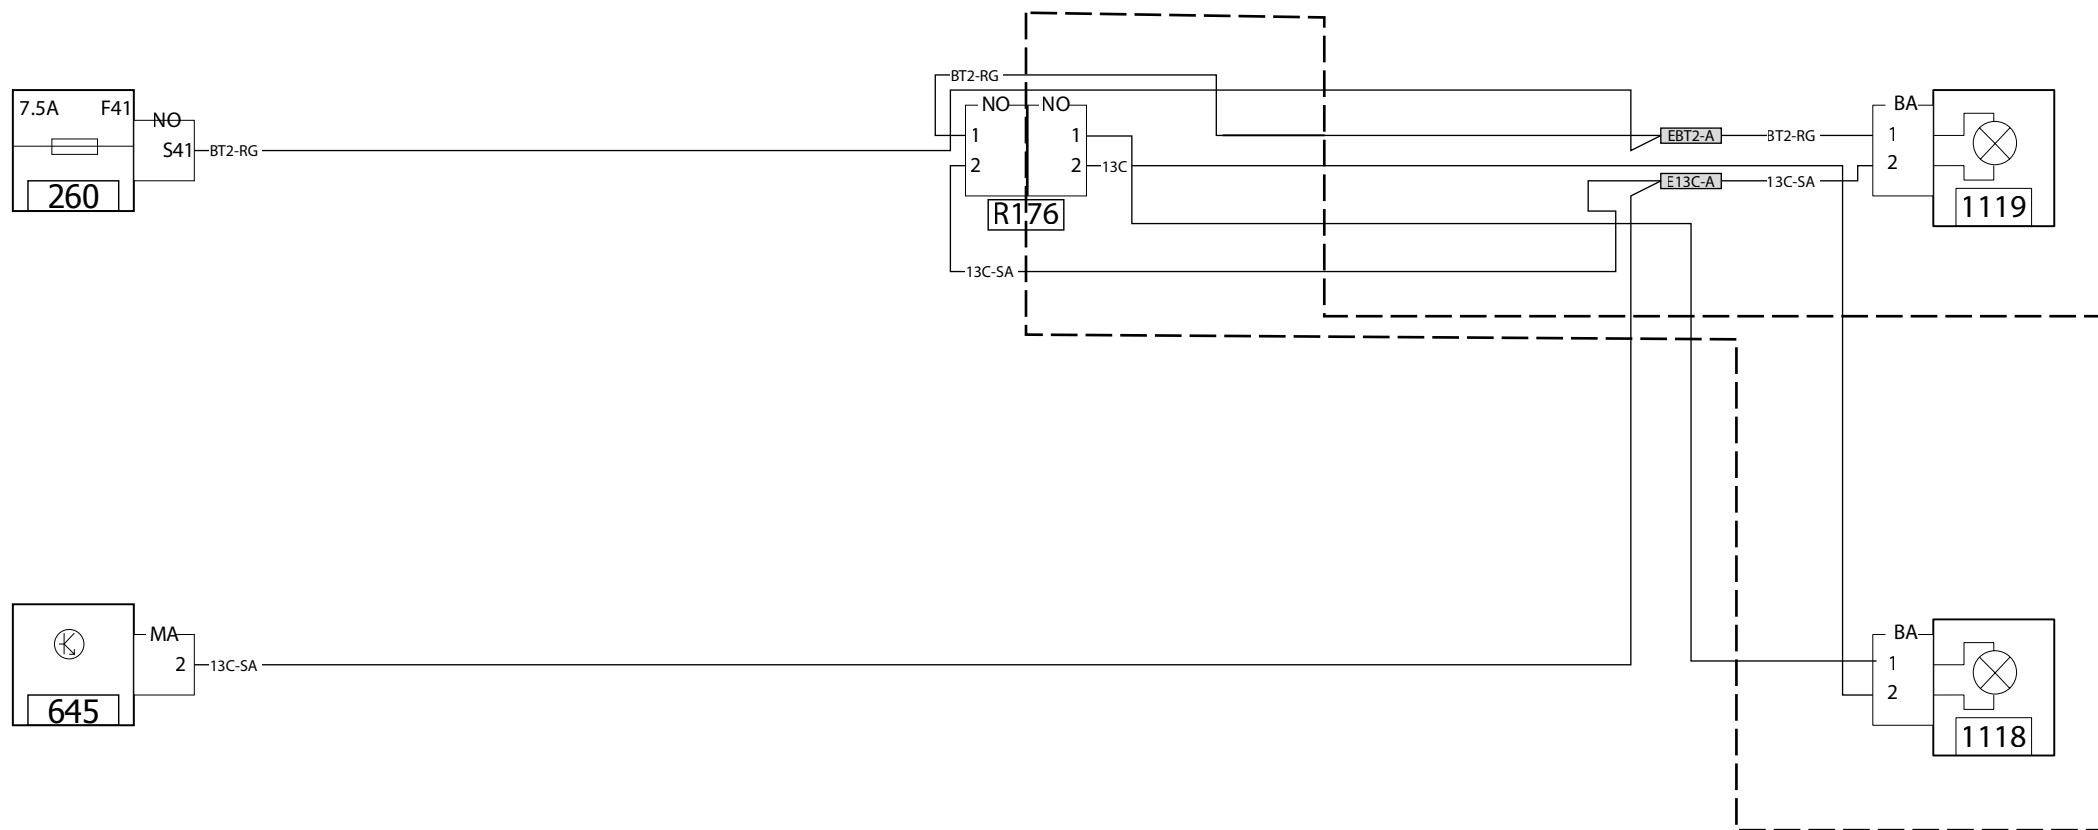 7.5A F41
NO
S41
BT2-RG
260
BT2-RG
NO NO
1 1
2 2
13C
R176
13C-SA
EBT2-A
BT2-RG
E13C-A
13C-SA
BA
1
2
1119
MA
2
13C-SA
645
BA
1
2
1118